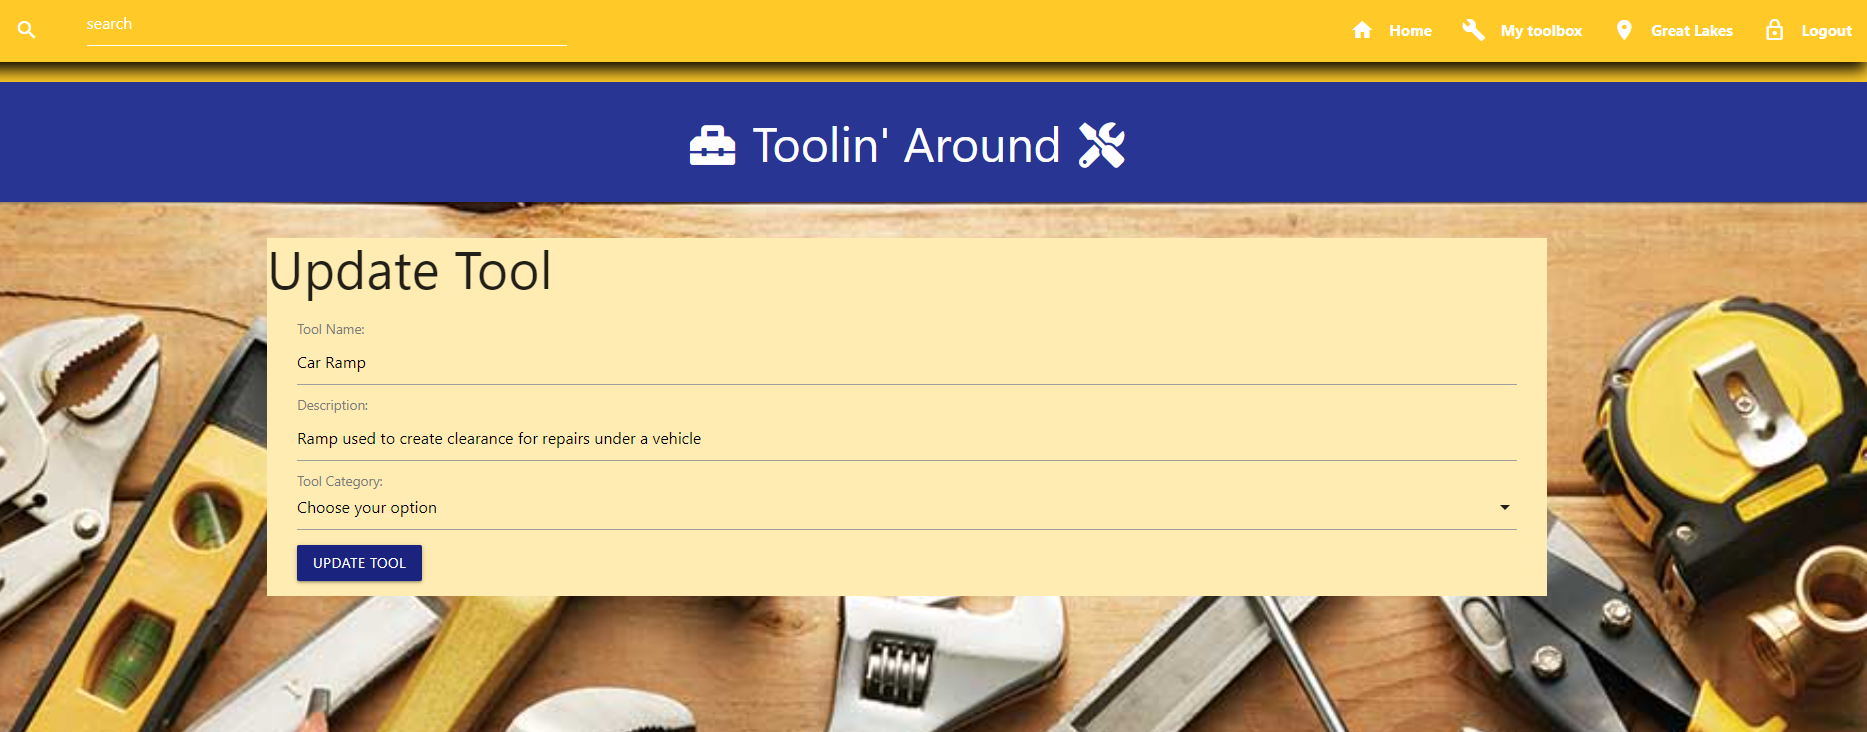 search
Home
My toolbox
Great Lakes
Logout
Toolin' Around
Update Tool
Tool Name:
Car Ramp
Description:
Ramp used to create clearance for repairs under a vehicle
Tool Category:
Choose your option
UPDATE TOOL